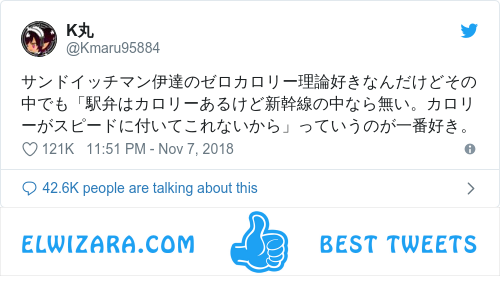 K丸
@Kmaru95884
サンドイッチマン伊達のゼロカロリー理論好きなんだけどその
中でも「駅弁はカロリーあるけど新幹線の中なら無い。カロリ
ーがスピードに付いてこれないから」っていうのが一番好き。
121K 11:51 PM - Nov 7, 2018
42.6K people are talking about this
ELWIZARA.COM BEST TWEETS